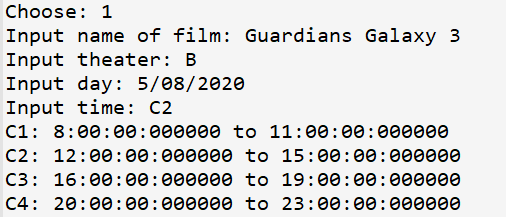 Choose: 1
Input name of film: Guardians Galaxy 3
Input theater: B
Input day: 5/08/2020
Input time: C2
C1: 8:00:00:000000 to 11:00:00:000000
C2: 12:00:00:000000 to 15:00:00:000000
C3: 16:00:00:000000 to 19:00:00:000000
C4: 20:00:00:000000 to 23:00:00:000000